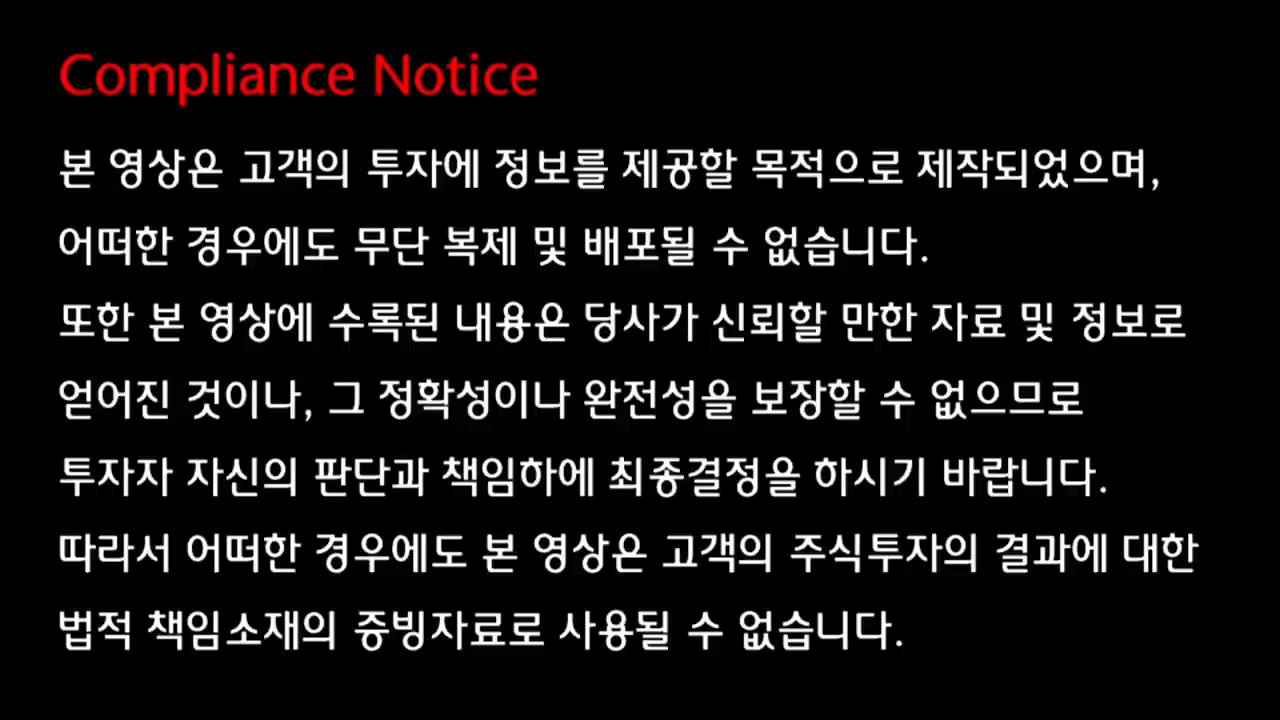 Compliance Notice
본 영상은 고객의 투자에 정보를 제공할 목적으로 제작되었으며,
어떠한 경우에도 무단 복제 및 배포될 수 없습니다.
또한 본 영상에 수록된 내용은 당사가 신뢰할 만한 자료 및 정보로
얻어진 것이나, 그 정확성이나 완전성을 보장할 수 없으므로
투자자 자신의 판단과 책임하에 최종결정을 하시기 바랍니다.
따라서 어떠한 경우에도 본 영상은 고객의 주식투자의 결과에 대한
법적 책임소재의 증빙자료로 사용될 수 없습니다.